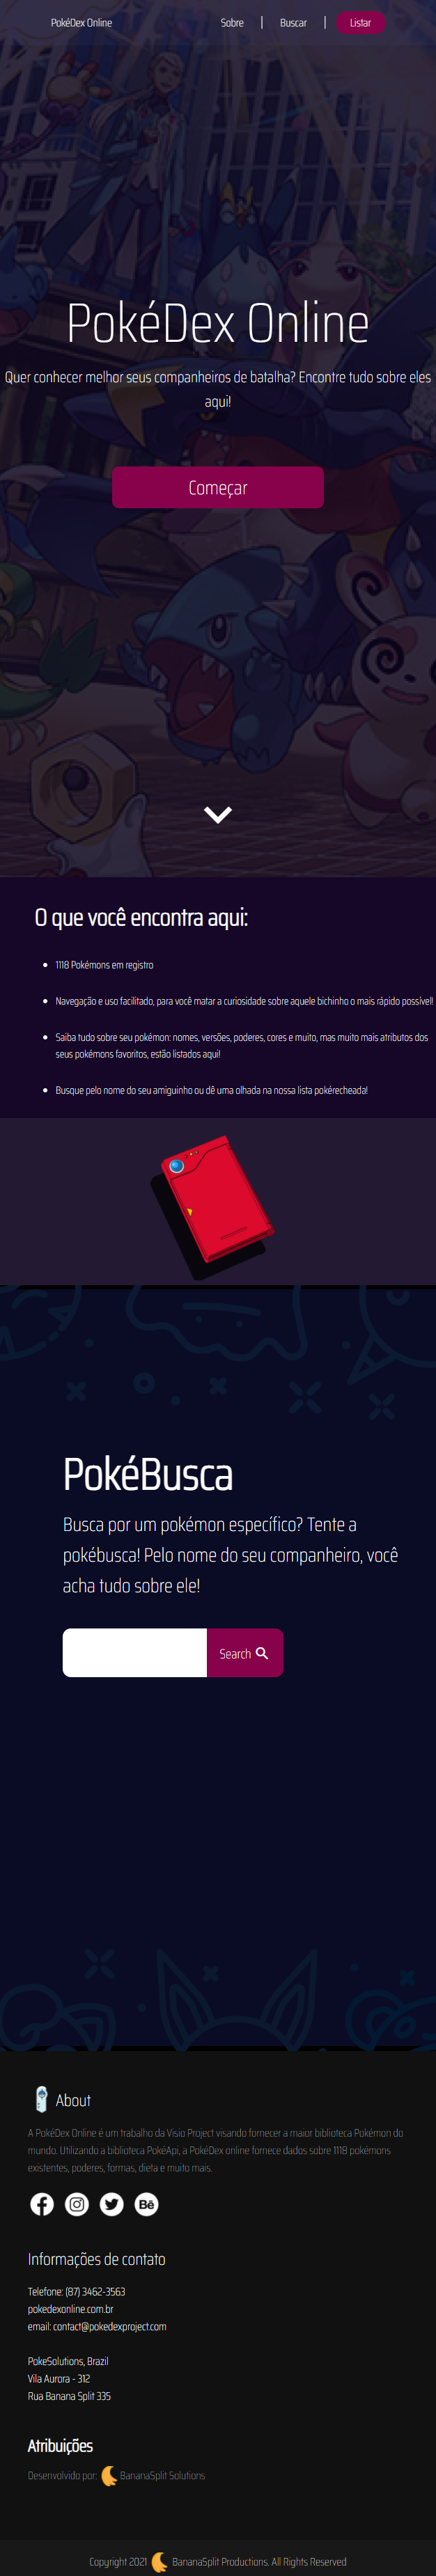 PokéDex Online
Sobre
Buscar
Listar
PokéDex Online
Quer conhecer melhor seus companheiros de batalha? Encontre tudo sobre eles
aqui!
Começar
O que você encontra aqui:
1118 Pokémons em registro
Navegação e uso facilitado, para você matar a curiosidade sobre aquele bichinho o mais rápido possível!
Saiba tudo sobre seu pokémon: nomes, versões, poderes, cores e muito, mas muito mais atributos dos
seus pokémons favoritos, estão listados aqui!
Busque pelo nome do seu amiguinho ou dê uma olhada na nossa lista pokérecheada!
PokéBusca
Busca por um pokémon específico? Tente a
pokébusca! Pelo nome do seu companheiro, você
acha tudo sobre ele!
Search
About
A PokéDex Online é um trabalho da Visio Project visando fornecer a maior biblioteca Pokémon do
mundo. Utilizando a biblioteca PokéApi, a PokéDex online fornece dados sobre 1118 pokémons
existentes, poderes, formas, dieta e muito mais.
Bē
Informações de contato
Telefone: (87) 3462-3563
pokedexonline.com.br
email: contact@pokedexproject.com
PokeSolutions, Brazil
Vila Aurora - 312
Rua Banana Split 335
Atribuições
Desenvolvido por: BananaSplit Solutions
Copyright 2021 BananaSplit Productions. All Rights Reserved